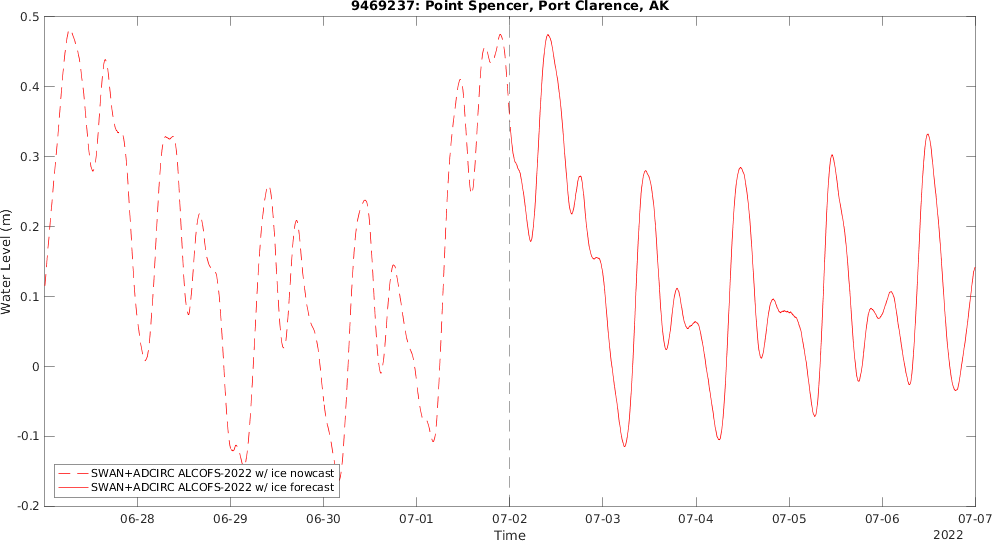 9469237: Point Spencer, Port Clarence, AK
Water Level (m)
0.5
0.4
0.3
0.2
0.1
0
-0.1
-0.2
SWAN+ADCIRC ALCOFS-2022 w/ ice nowcast
SWAN+ADCIRC ALCOFS-2022 w/ ice forecast
06-28 06-29 06-30 07-01 07-02 07-03 07-04 07-05 07-06 07-07
Time
2022